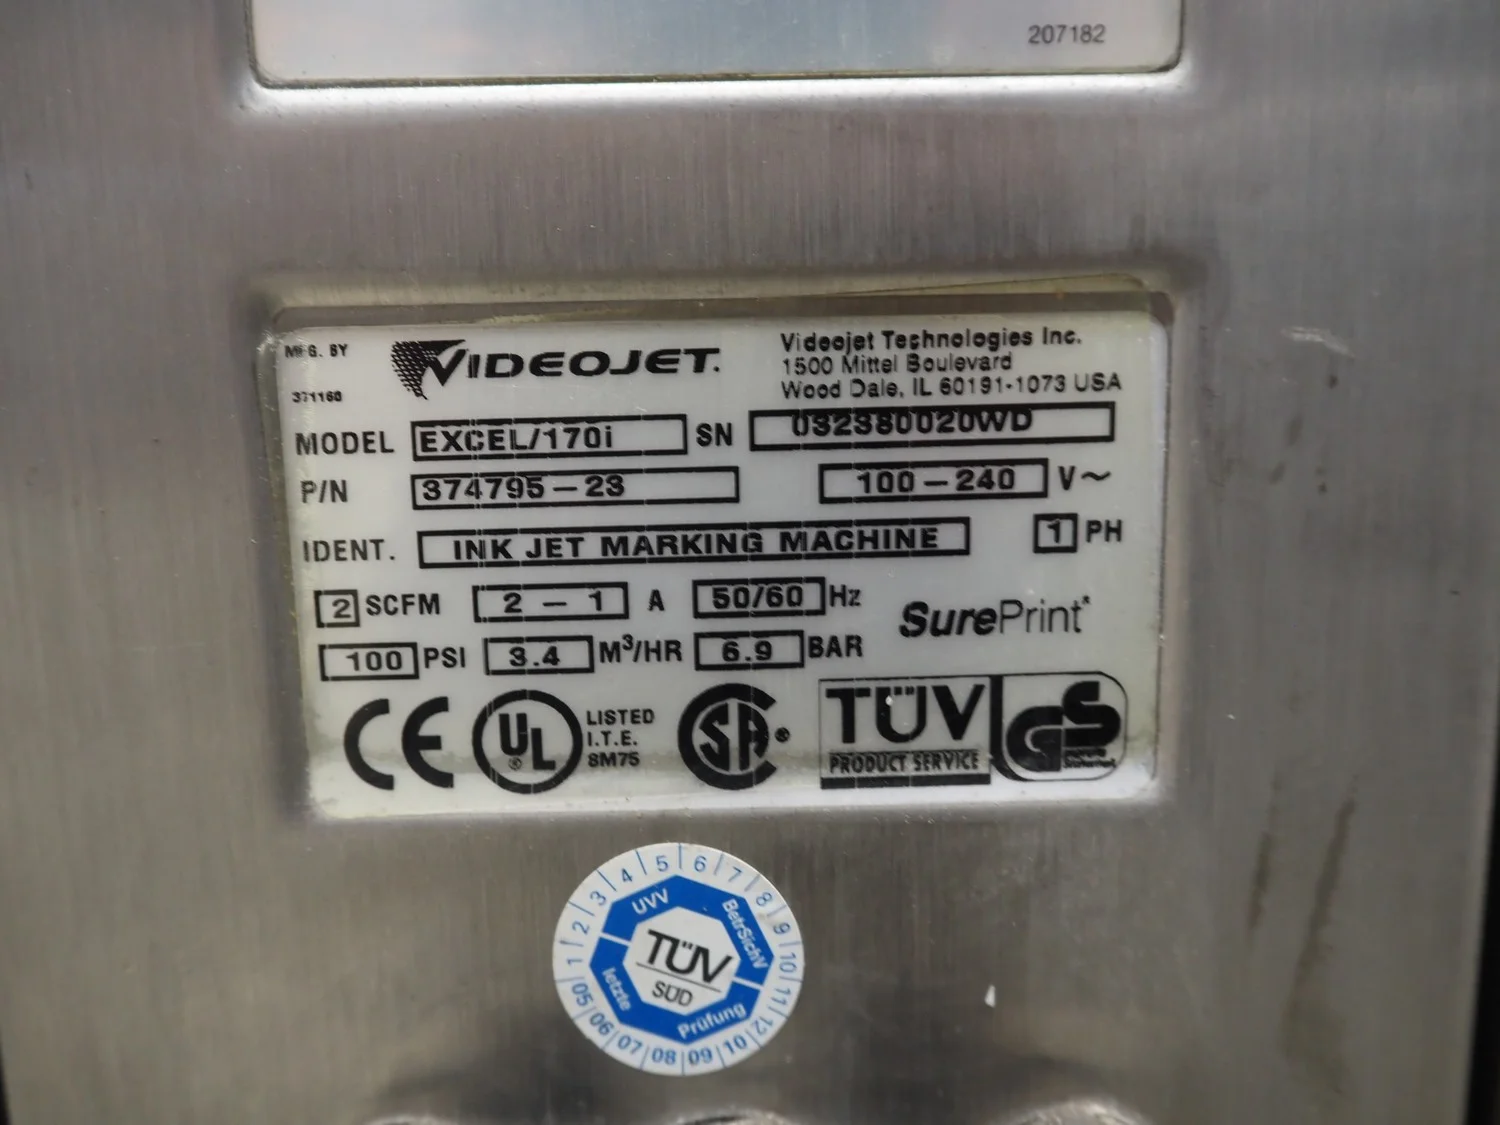 207182
MFG. BY
VIDEOJET.
371160
Videojet Technologies Inc.
1500 Mittel Boulevard
Wood Dale, IL 60191-1073 USA
MODEL EXCEL/170i SN 032380020WD
P/N 374795-23 100-240 V~
IDENT. INK JET MARKING MACHINE 1 PH
2 SCFM 2 - 1 A 50/60 Hz
100 PSI 3.4 M³/HR 6.9 BAR
SurePrint
CE
UL ®
LISTED
I.T.E.
8M75
SA ®
TÜV
PRODUCT SERVICE
GS
1 2 3 4 5 6 7 8 9 10 11 12
UVV BetrSichV
TÜV
SÜD
letzte Prüfung
05 06 07 08 09 10